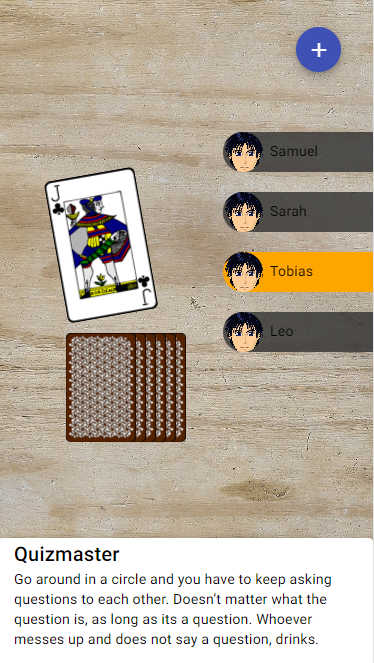 +
Samuel
J
Sarah
Tobias
J
Leo
Quizmaster
Go around in a circle and you have to keep asking
questions to each other. Doesn't matter what the
question is, as long as its a question. Whoever
messes up and does not say a question, drinks.